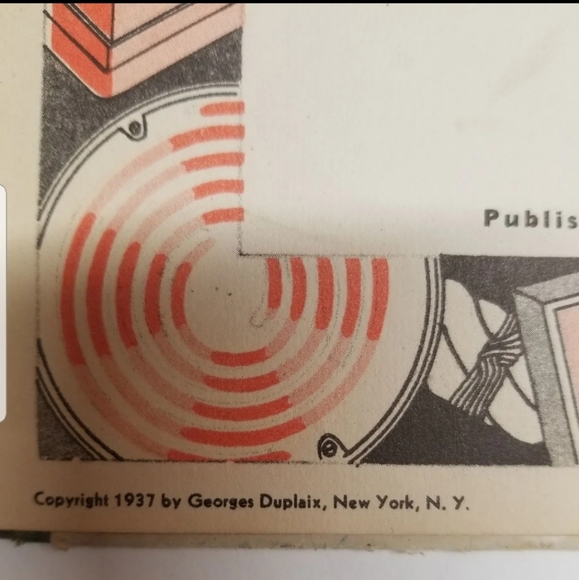 Publis
Copyright 1937 by Georges Duplaix, New York, N. Y.